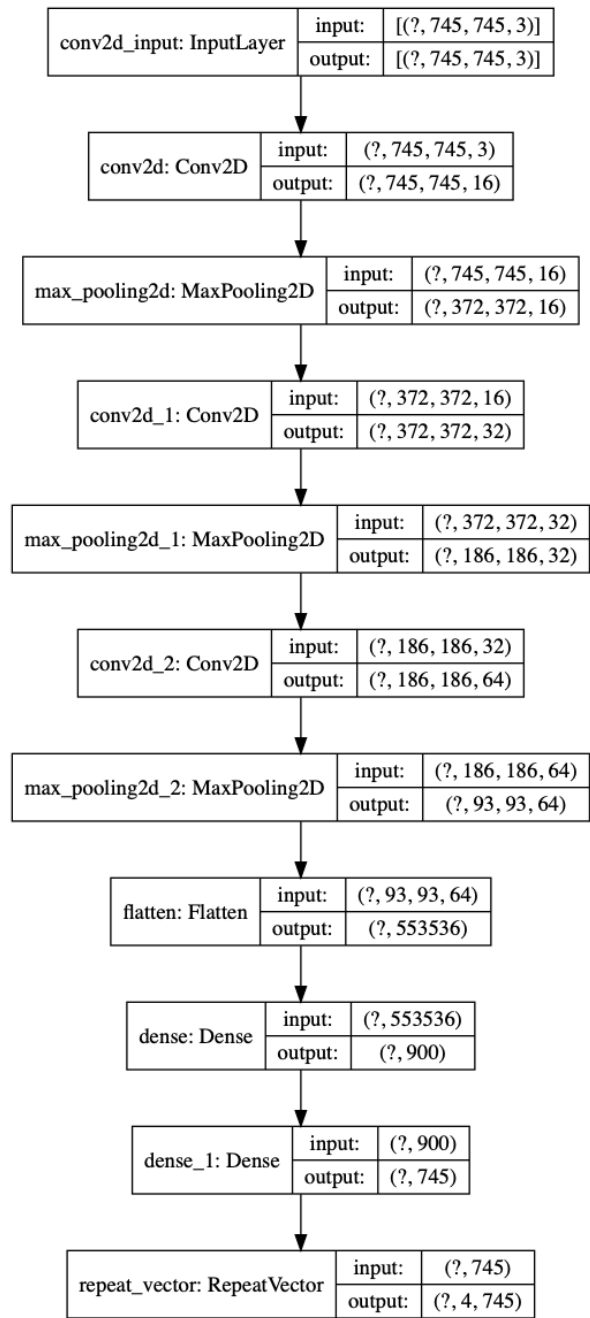 conv2d_input: InputLayer
input: [(?, 745, 745, 3)]
output: [(?, 745, 745, 3)]
conv2d: Conv2D
input: (?, 745, 745, 3)
output: (?, 745, 745, 16)
max_pooling2d: MaxPooling2D
input: (?, 745, 745, 16)
output: (?, 372, 372, 16)
conv2d_1: Conv2D
input: (?, 372, 372, 16)
output: (?, 372, 372, 32)
max_pooling2d_1: MaxPooling2D
input: (?, 372, 372, 32)
output: (?, 186, 186, 32)
conv2d_2: Conv2D
input: (?, 186, 186, 32)
output: (?, 186, 186, 64)
max_pooling2d_2: MaxPooling2D
input: (?, 186, 186, 64)
output: (?, 93, 93, 64)
flatten: Flatten
input: (?, 93, 93, 64)
output: (?, 553536)
dense: Dense
input: (?, 553536)
output: (?, 900)
dense_1: Dense
input: (?, 900)
output: (?, 745)
repeat_vector: RepeatVector
input: (?, 745)
output: (?, 4, 745)